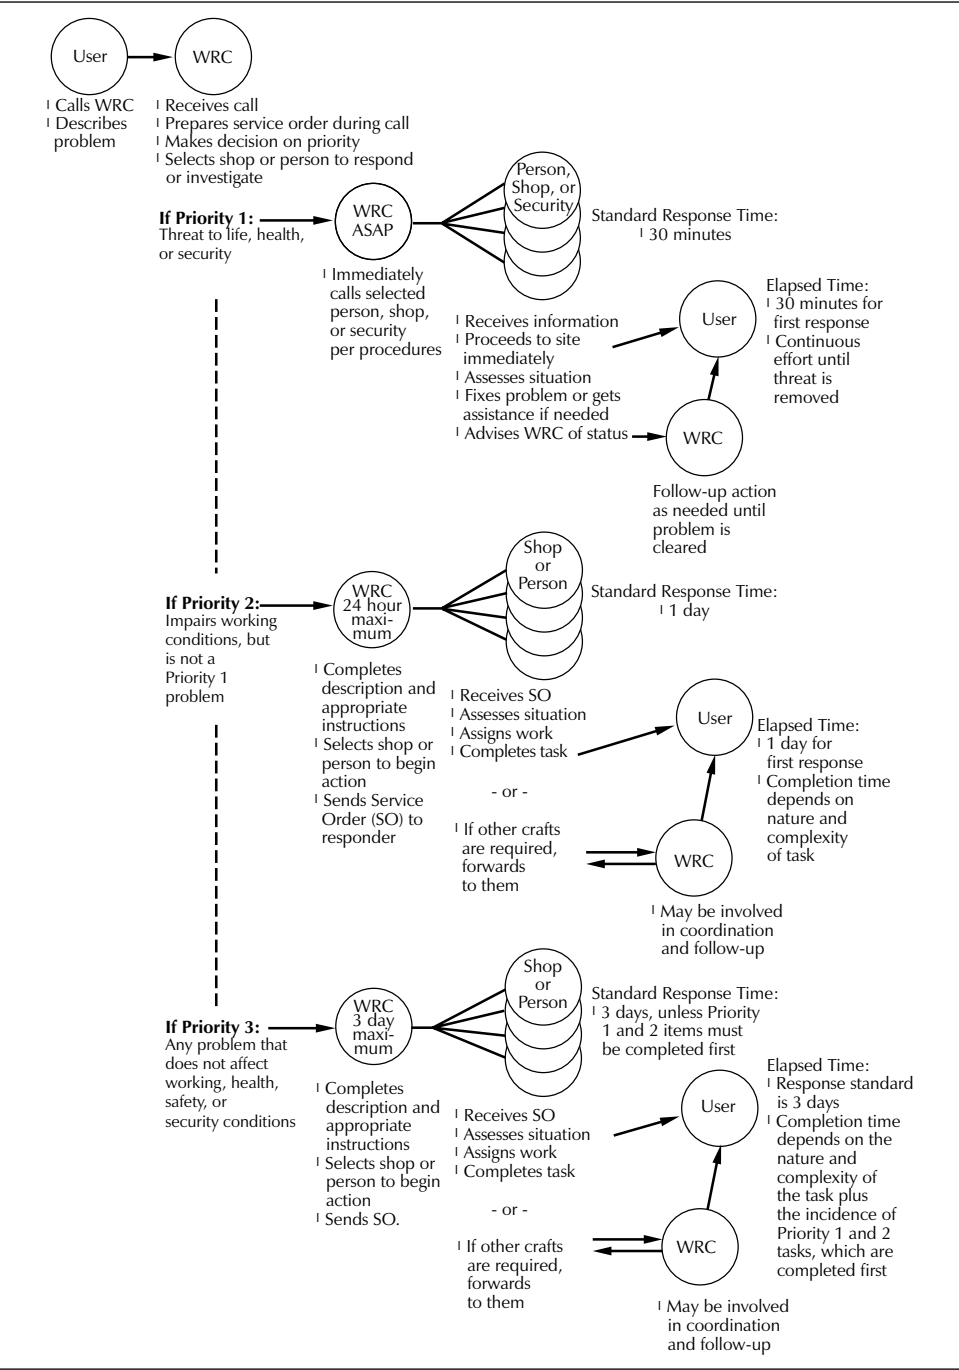 User
WRC
ı Calls WRC
ı Describes
problem
ı Receives call
ı Prepares service order during call
ı Makes decision on priority
ı Selects shop or person to respond
or investigate
If Priority 1:
Threat to life, health,
or security
WRC
ASAP
ı Immediately
calls selected
person, shop,
or security
per procedures
Person,
Shop, or
Security
Standard Response Time:
ı 30 minutes
ı Receives information
ı Proceeds to site
immediately
ı Assesses situation
ı Fixes problem or gets
assistance if needed
ı Advises WRC of status
User
Elapsed Time:
ı 30 minutes for
first response
ı Continuous
effort until
threat is
removed
WRC
Follow-up action
as needed until
problem is
cleared
If Priority 2:
Impairs working
conditions, but
is not a
Priority 1
problem
WRC
24 hour
maxi-
mum
ı Completes
description and
appropriate
instructions
ı Selects shop or
person to begin
action
ı Sends Service
Order (SO) to
responder
Shop
or
Person
Standard Response Time:
ı 1 day
ı Receives SO
ı Assesses situation
ı Assigns work
ı Completes task
- or -
ı If other crafts
are required,
forwards
to them
User
Elapsed Time:
ı 1 day for
first response
ı Completion time
depends on
nature and
complexity
of task
WRC
ı May be involved
in coordination
and follow-up
If Priority 3:
Any problem that
does not affect
working, health,
safety, or
security conditions
WRC
3 day
maxi-
mum
ı Completes
description and
appropriate
instructions
ı Selects shop or
person to begin
action
ı Sends SO.
Shop
or
Person
Standard Response Time:
ı 3 days, unless Priority
1 and 2 items must
be completed first
ı Receives SO
ı Assesses situation
ı Assigns work
ı Completes task
- or -
ı If other crafts
are required,
forwards
to them
User
Elapsed Time:
ı Response standard
is 3 days
ı Completion time
depends on the
nature and
complexity of
the task plus
the incidence of
Priority 1 and 2
tasks, which are
completed first
WRC
ı May be involved
in coordination
and follow-up